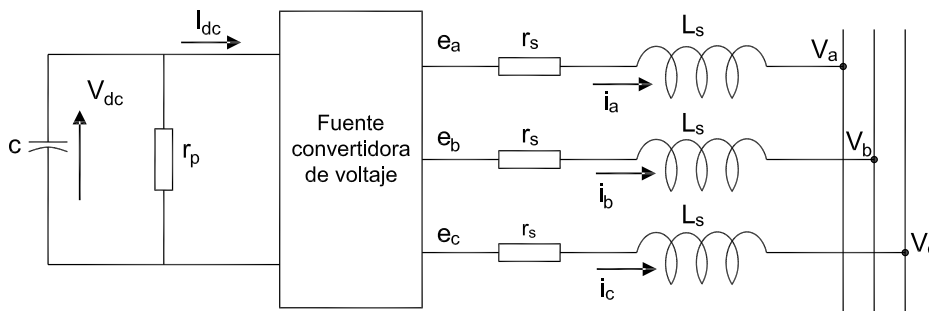 I_dc
e_a
r_s
L_s
V_a
i_a
V_dc
c
r_p
Fuente
convertidora
de voltaje
e_b
r_s
L_s
V_b
i_b
e_c
r_s
L_s
i_c